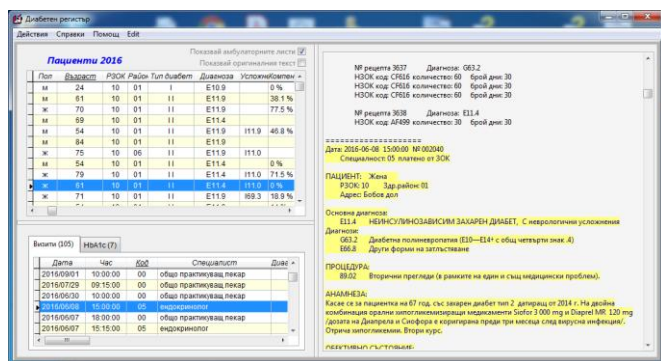 Диабетен регистър
Действия Справки Помощ Edit
Показвай амбулаторните листи
Показвай оригиналния текст
Пациенти 2016
Пол Възраст РЗОК Район Тип диабет Диагноза Усложнен Компен
м 24 10 01 I E10.9 0 %
м 61 10 01 II E11.9 38.1 %
ж 70 10 01 II E11.9 77.5 %
м 69 10 01 II E11.4
м 54 10 01 II E11.9 I11.9 46.8 %
м 84 10 01 II E11.9
ж 75 10 06 II E11.9 I11.0
м 54 10 01 II E11.4 0 %
ж 79 10 01 II E11.4 I11.0 71.5 %
ж 61 10 01 II E11.4 I11.0 0 %
ж 71 10 01 II E11.9 I69.3 18.9 %
Визити (105) HbA1c (7)
Дата Час Код Специалист Диаг
2016/09/01 10:00:00 00 общо практикуващ лекар
2016/07/29 09:15:00 00 общо практикуващ лекар
2016/06/30 10:00:00 00 общо практикуващ лекар
2016/06/08 15:00:00 05 ендокринолог
2016/06/07 18:00:00 00 общо практикуващ лекар
2016/06/07 15:15:00 05 ендокринолог
№ рецепта 3637 Диагноза: G63.2
НЗОК код: CF616 количество: 60 брой дни: 30
НЗОК код: CF616 количество: 60 брой дни: 30
НЗОК код: CF616 количество: 60 брой дни: 30
№ рецепта 3638 Диагноза: E11.4
НЗОК код: AF499 количество: 30 брой дни: 30
====================
Дата: 2016-06-08 15:00:00 № 002040
Специалност: 05 платено от ЗОК
ПАЦИЕНТ: Жена
РЗОК: 10 Здр.район: 01
Адрес: Бобов дол
Основна диагноза:
E11.4 НЕИНСУЛИНОЗАВИСИМ ЗАХАРЕН ДИАБЕТ, С неврологични усложнения
Диагнози:
G63.2 Диабетна полиневропатия (E10—E14+ с общ четвърти знак .4)
E66.8 Други форми на затлъстяване
ПРОЦЕДУРА:
89.02 Вторични прегледи (в рамките на един и същ медицински проблем).
АНАМНЕЗА:
Касае се за пациентка на 67 год. със захарен диабет тип 2 датиращ от 2014 г. На двойна
комбинация орални хипогликемизиращи медикаменти Siofor 3 000 mg и Diaprel MR 120 mg
/дозата на Диапрела и Сиофора е коригирана преди три месеца след вирусна инфекция/.
Отрича хипогликемии. Втори курс.
ОБЕКТИВНО СЪСТОЯНИЕ: